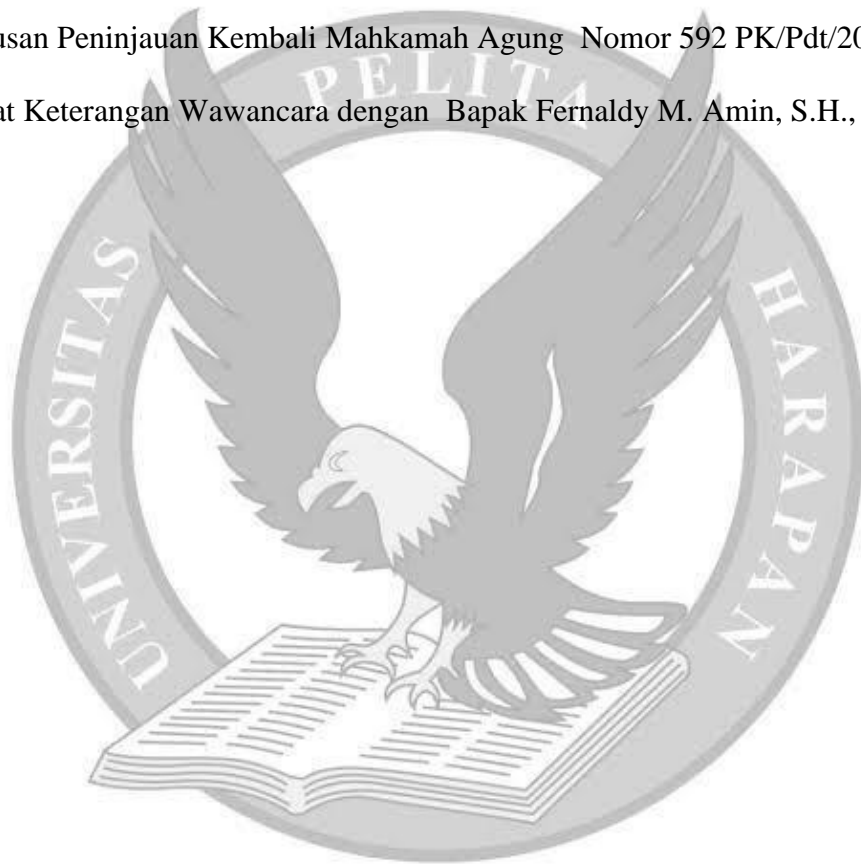 usan Peninjauan Kembali Mahkamah Agung Nomor 592 PK/Pdt/20
at Keterangan Wawancara dengan Bapak Fernaldy M. Amin, S.H.,
UNIVERSITAS PELITA HARAPAN